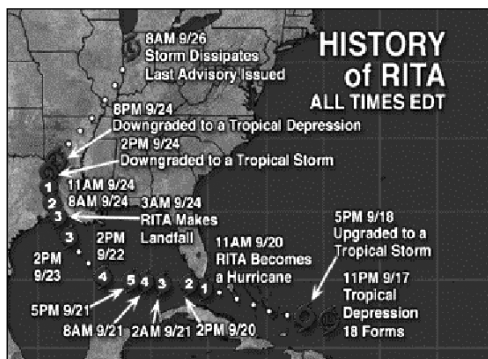 HISTORY
of RITA
ALL TIMES EDT
8AM 9/26
Storm Dissipates
Last Advisory Issued
8PM 9/24
Downgraded to a Tropical Depression
2PM 9/24
Downgraded to a Tropical Storm
1
11AM 9/24
2
8AM 9/24
3
3AM 9/24
RITA Makes
Landfall
3
2PM
9/23
2PM
9/22
4
5
4
3
2
1
5PM 9/21
8AM 9/21
2AM 9/21
2PM 9/20
11AM 9/20
RITA Becomes
a Hurricane
5PM 9/18
Upgraded to a
Tropical Storm
11PM 9/17
Tropical
Depression
18 Forms